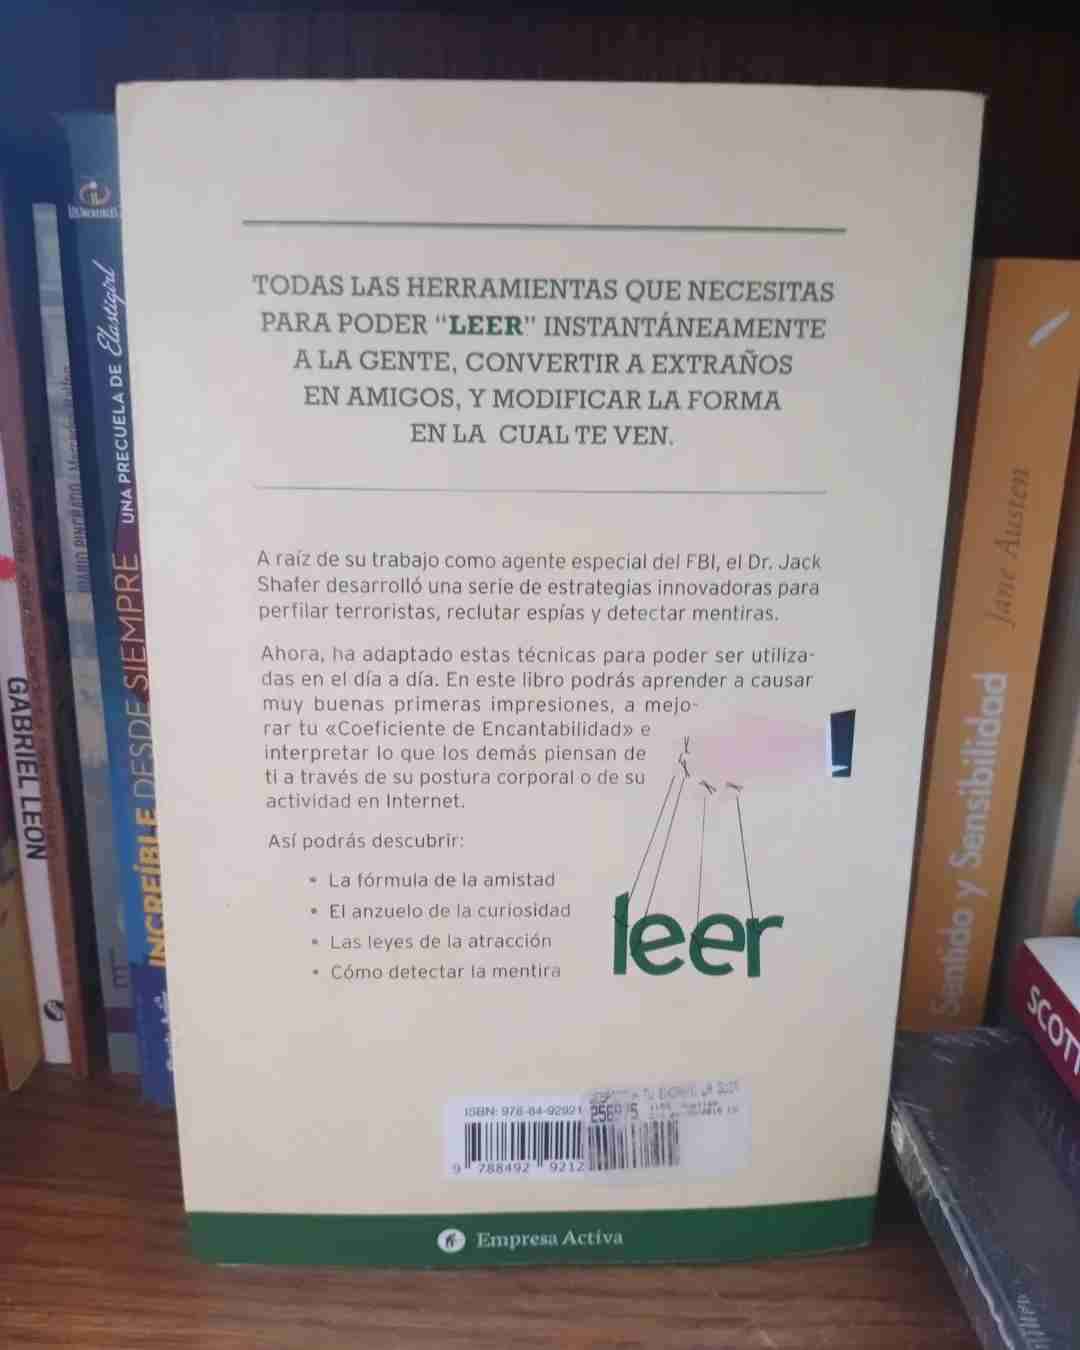 TODAS LAS HERRAMIENTAS QUE NECESITAS
PARA PODER “LEER” INSTANTÁNEAMENTE
A LA GENTE, CONVERTIR A EXTRAÑOS
EN AMIGOS, Y MODIFICAR LA FORMA
EN LA CUAL TE VEN.
A raíz de su trabajo como agente especial del FBI, el Dr. Jack
Shafer desarrolló una serie de estrategias innovadoras para
perfilar terroristas, reclutar espías y detectar mentiras.
Ahora, ha adaptado estas técnicas para poder ser utiliza-
das en el día a día. En este libro podrás aprender a causar
muy buenas primeras impresiones, a mejo-
rar tu «Coeficiente de Encantabilidad» e
interpretar lo que los demás piensan de
ti a través de su postura corporal o de su
actividad en Internet.
Así podrás descubrir:
• La fórmula de la amistad
• El anzuelo de la curiosidad
• Las leyes de la atracción
• Cómo detectar la mentira
leer
ISBN: 978-84-92921
9 788492 9212
Empresa Activa
GABRIEL LEON
INCREÍBLE DESDE SIEMPRE UNA PRECUELA DE Elastigirl
Sentido y Sensibilidad Jane Austen
SCOTT